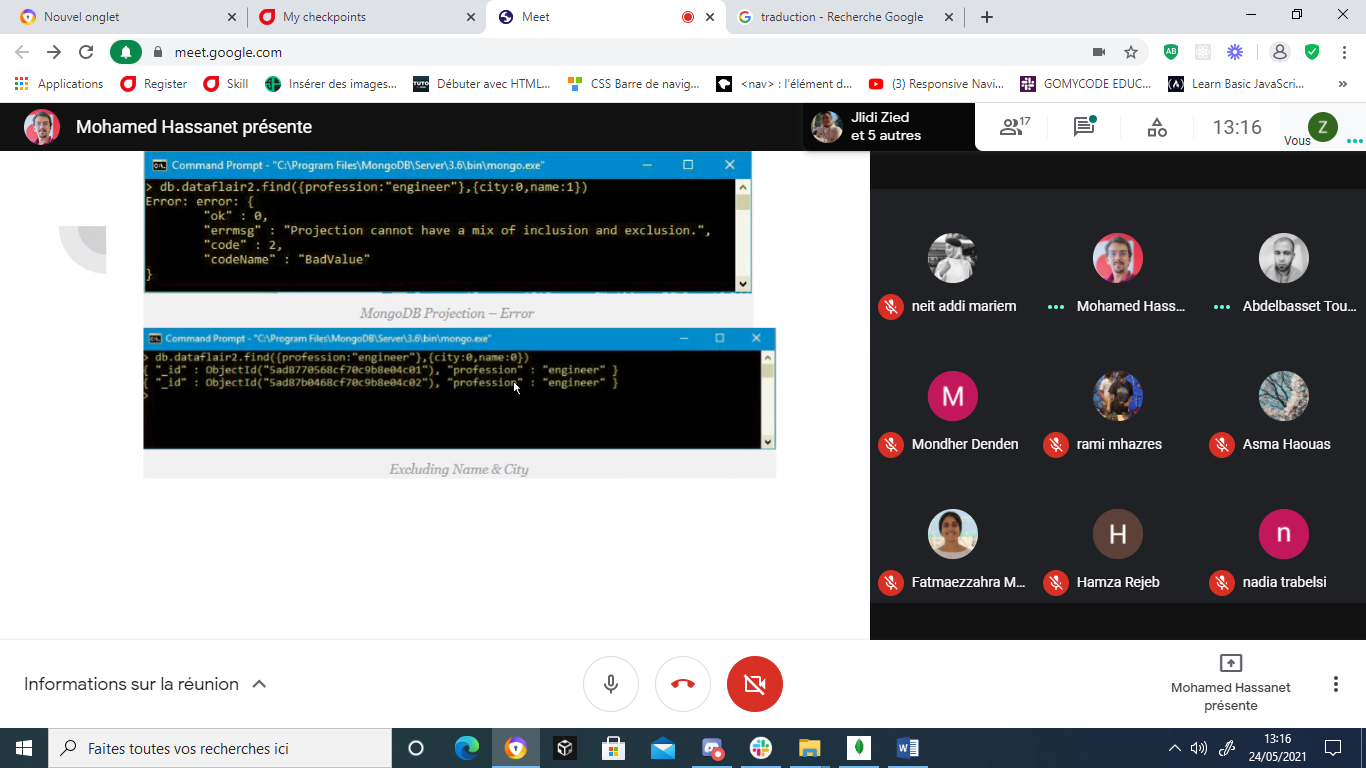 Nouvel onglet
My checkpoints
Meet
traduction - Recherche Google
meet.google.com
Applications
Register
Skill
Insérer des images...
Débuter avec HTML...
CSS Barre de navig...
<nav> : l'élément d...
(3) Responsive Navi...
GOMYCODE EDUC...
Learn Basic JavaScri...
»
Mohamed Hassanet présente
Jlidi Zied
et 5 autres
17
13:16
Vous
Z
Command Prompt - "C:\Program Files\MongoDB\Server\3.6\bin\mongo.exe"
> db.dataflair2.find({profession:"engineer"},{city:0,name:1})
Error: error: {
"ok" : 0,
"errmsg" : "Projection cannot have a mix of inclusion and exclusion.",
"code" : 2,
"codeName" : "BadValue"
}
MongoDB Projection – Error
Command Prompt - "C:\Program Files\MongoDB\Server\3.6\bin\mongo.exe"
> db.dataflair2.find({profession:"engineer"},{city:0,name:0})
{ "_id" : ObjectId("5ad8770568cf70c9b8e04c01"), "profession" : "engineer" }
{ "_id" : ObjectId("5ad87b0468cf70c9b8e04c02"), "profession" : "engineer" }
>
Excluding Name & City
neit addi mariem
Mohamed Hass...
Abdelbasset Tou...
M
Mondher Denden
rami mhazres
Asma Haouas
Fatmaezzahra M...
H
Hamza Rejeb
n
nadia trabelsi
Informations sur la réunion
Mohamed Hassanet
présente
Faites toutes vos recherches ici
13:16
24/05/2021